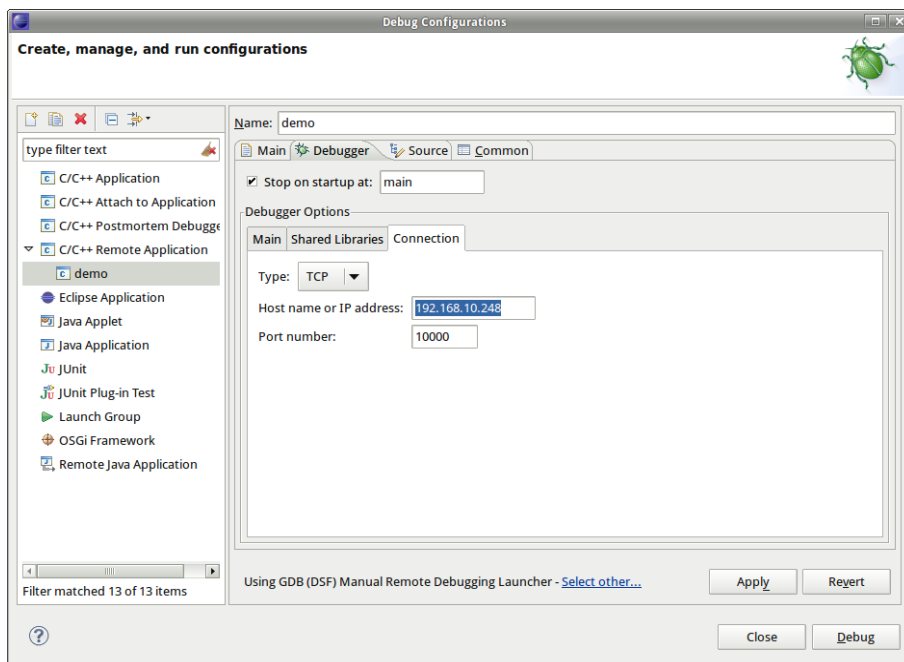 Debug Configurations
Create, manage, and run configurations
Name: demo
type filter text
Main Debugger Source Common
C/C++ Application
C/C++ Attach to Application
C/C++ Postmortem Debugge
C/C++ Remote Application
demo
Eclipse Application
Java Applet
Java Application
JUnit
JUnit Plug-in Test
Launch Group
OSGi Framework
Remote Java Application
Filter matched 13 of 13 items
Stop on startup at: main
Debugger Options
Main Shared Libraries Connection
Type: TCP
Host name or IP address: 192.168.10.248
Port number: 10000
Using GDB (DSF) Manual Remote Debugging Launcher - Select other...
Apply Revert
Close Debug